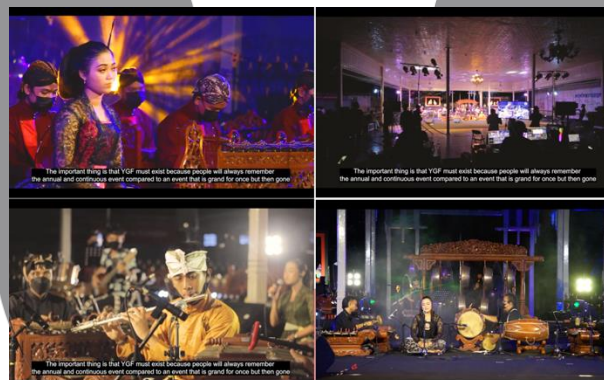 The important thing is that YGF must exist because people will always remember
the annual and continuous event compared to an event that is grand for once but then gone
The important thing is that YGF must exist because people will always remember
the annual and continuous event compared to an event that is grand for once but then gone
The important thing is that YGF must exist because people will always remember
the annual and continuous event compared to an event that is grand for once but then gone